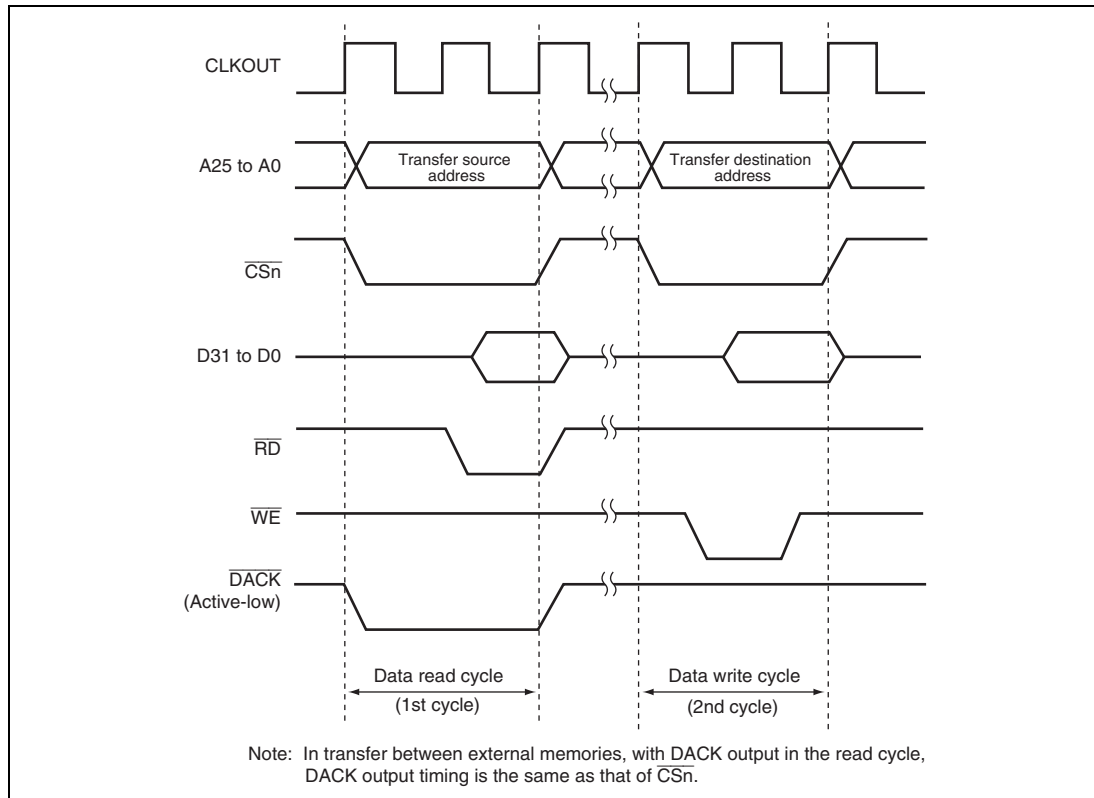 CLKOUT
A25 to A0
Transfer source
address
Transfer destination
address
CSn
D31 to D0
RD
WE
DACK
(Active-low)
Data read cycle
(1st cycle)
Data write cycle
(2nd cycle)
Note: In transfer between external memories, with DACK output in the read cycle,
DACK output timing is the same as that of CSn.